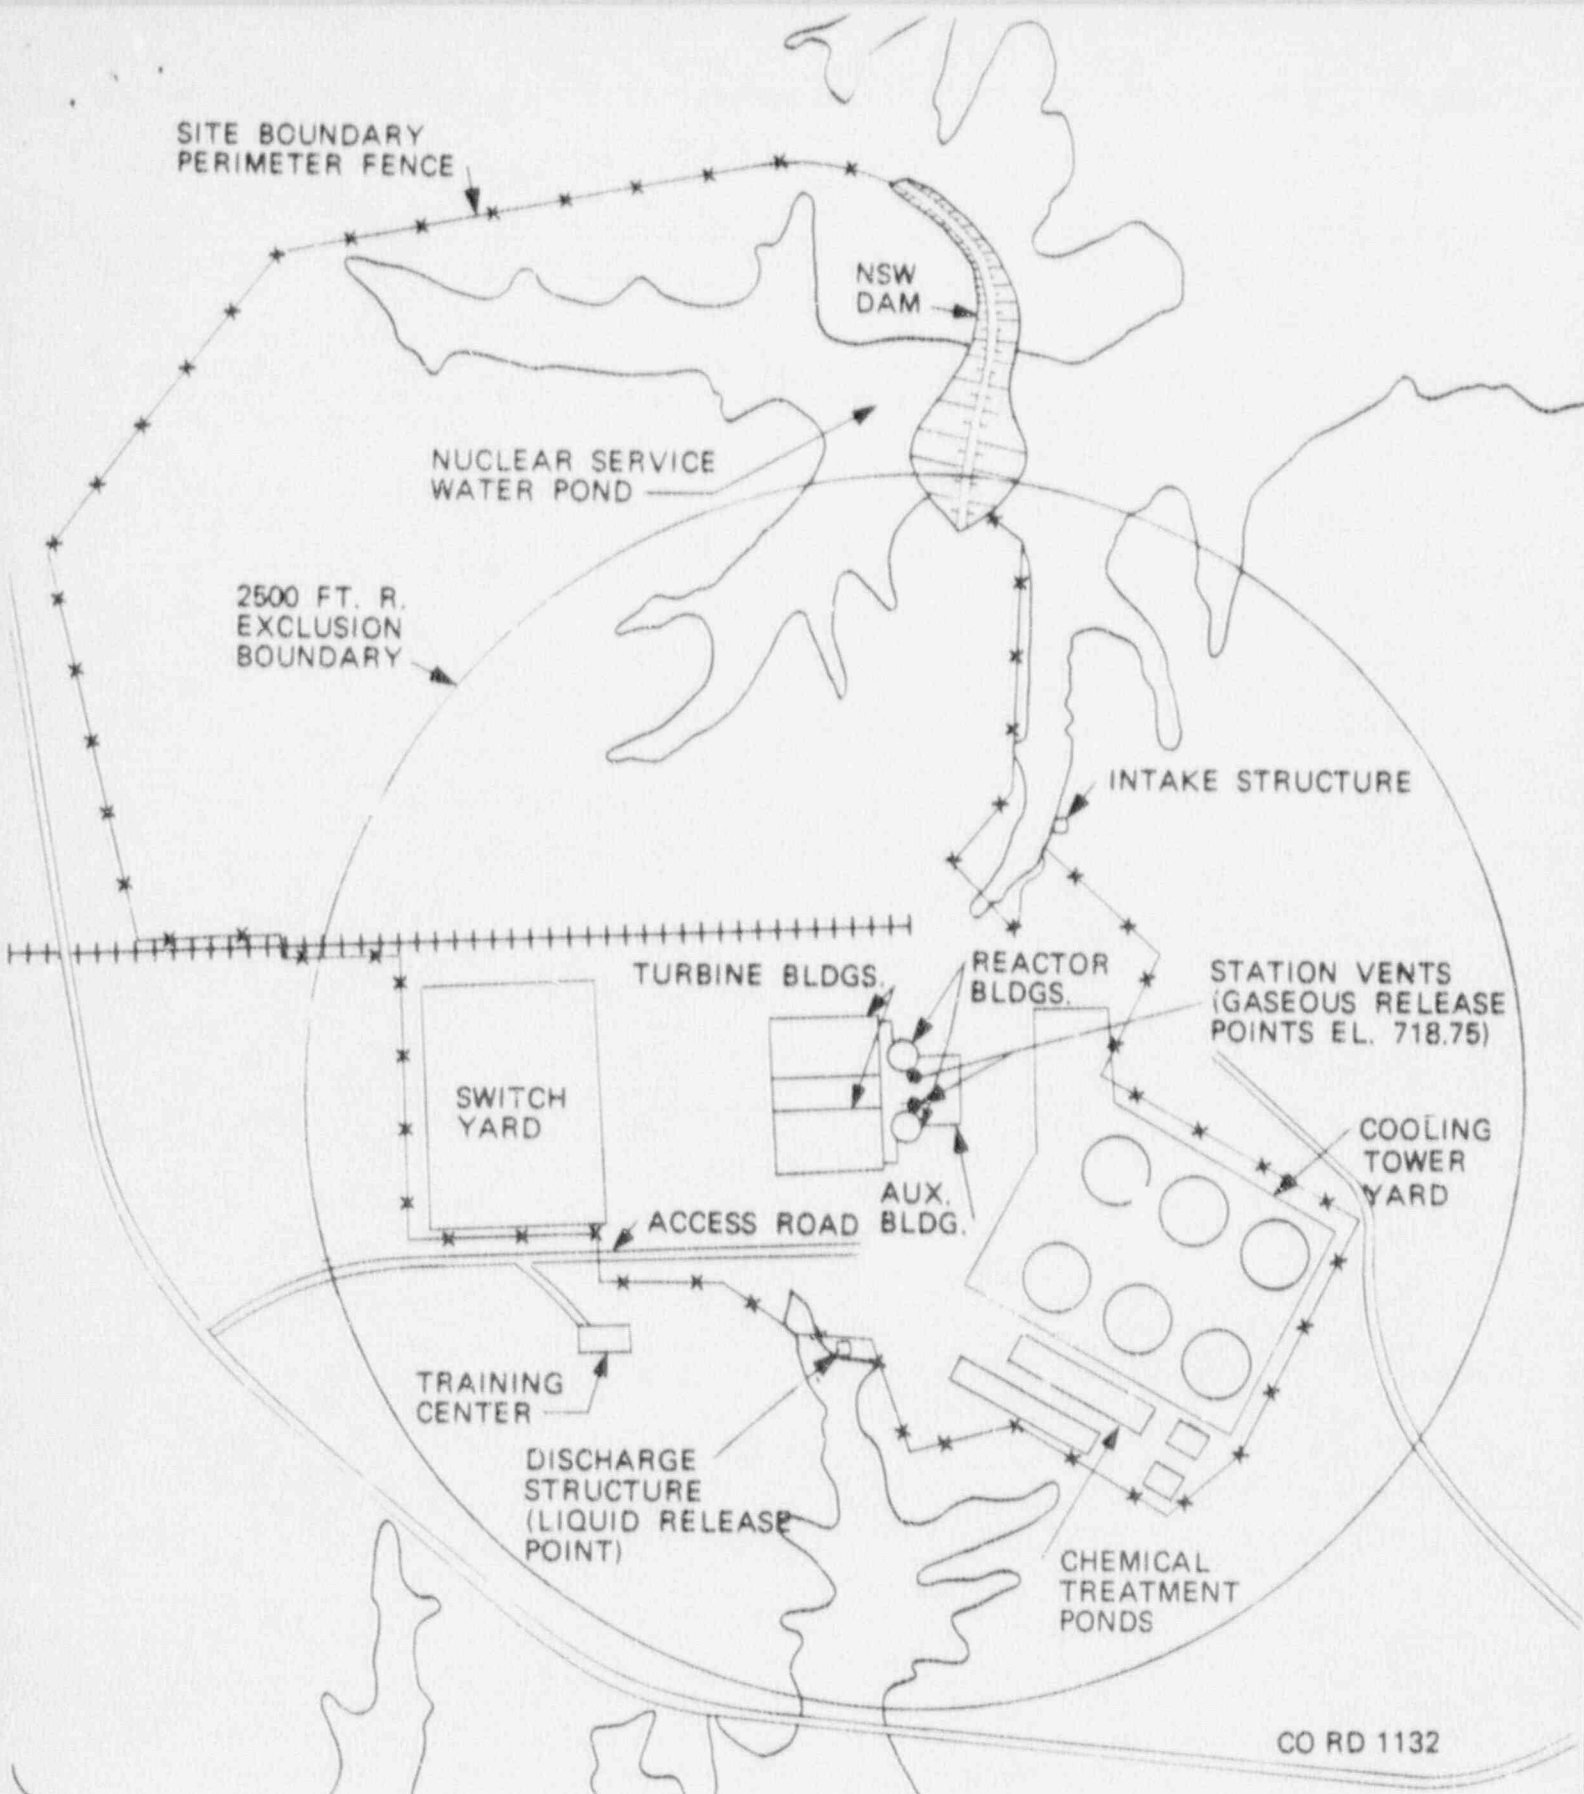 SITE BOUNDARY
PERIMETER FENCE
NSW
DAM
NUCLEAR SERVICE
WATER POND
2500 FT. R.
EXCLUSION
BOUNDARY
INTAKE STRUCTURE
TURBINE BLDGS.
REACTOR
BLDGS.
STATION VENTS
(GASEOUS RELEASE
POINTS EL. 718.75)
SWITCH
YARD
COOLING
TOWER
YARD
AUX.
BLDG.
ACCESS ROAD
TRAINING
CENTER
DISCHARGE
STRUCTURE
(LIQUID RELEASE
POINT)
CHEMICAL
TREATMENT
PONDS
CO RD 1132